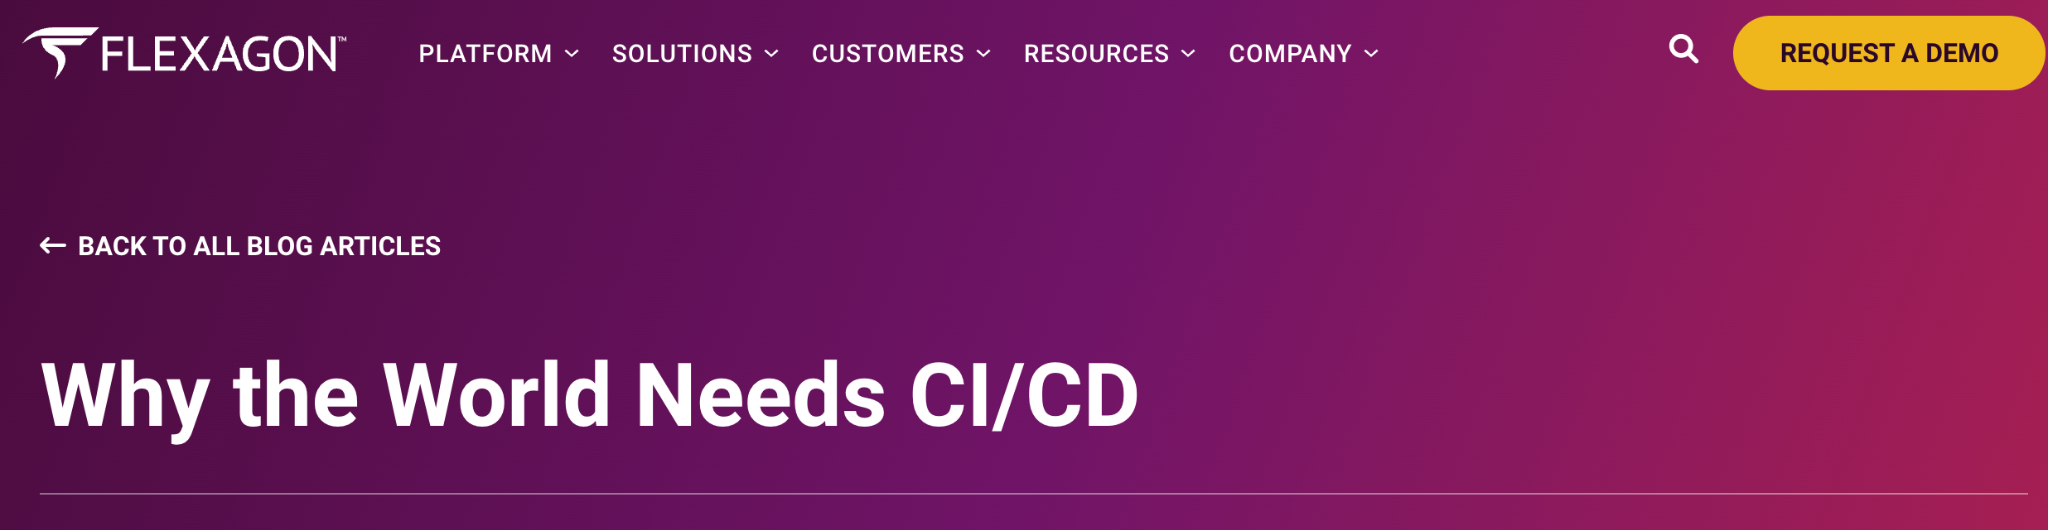 FLEXAGON™
PLATFORM SOLUTIONS CUSTOMERS RESOURCES COMPANY REQUEST A DEMO
← BACK TO ALL BLOG ARTICLES
Why the World Needs CI/CD